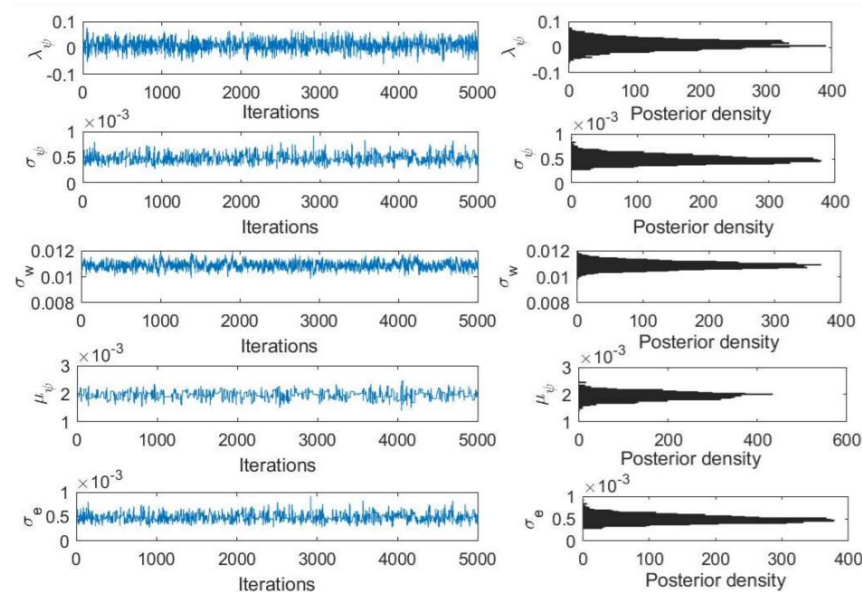 0.1 0 -0.1 λψ 0 1000 2000 3000 4000 5000 Iterations
0.1 0 -0.1 λψ 0 100 200 300 400 Posterior density
×10⁻³ 1 0.5 0 σψ 0 1000 2000 3000 4000 5000 Iterations
×10⁻³ 1 0.5 0 σψ 0 100 200 300 400 Posterior density
0.012 0.01 0.008 σw 0 1000 2000 3000 4000 5000 Iterations
0.012 0.01 0.008 σw 0 100 200 300 400 Posterior density
×10⁻³ 3 2 1 μψ 0 1000 2000 3000 4000 5000 Iterations
×10⁻³ 3 2 1 μψ 0 200 400 600 Posterior density
×10⁻³ 1 0.5 0 σe 0 1000 2000 3000 4000 5000 Iterations
×10⁻³ 1 0.5 0 σe 0 100 200 300 400 Posterior density